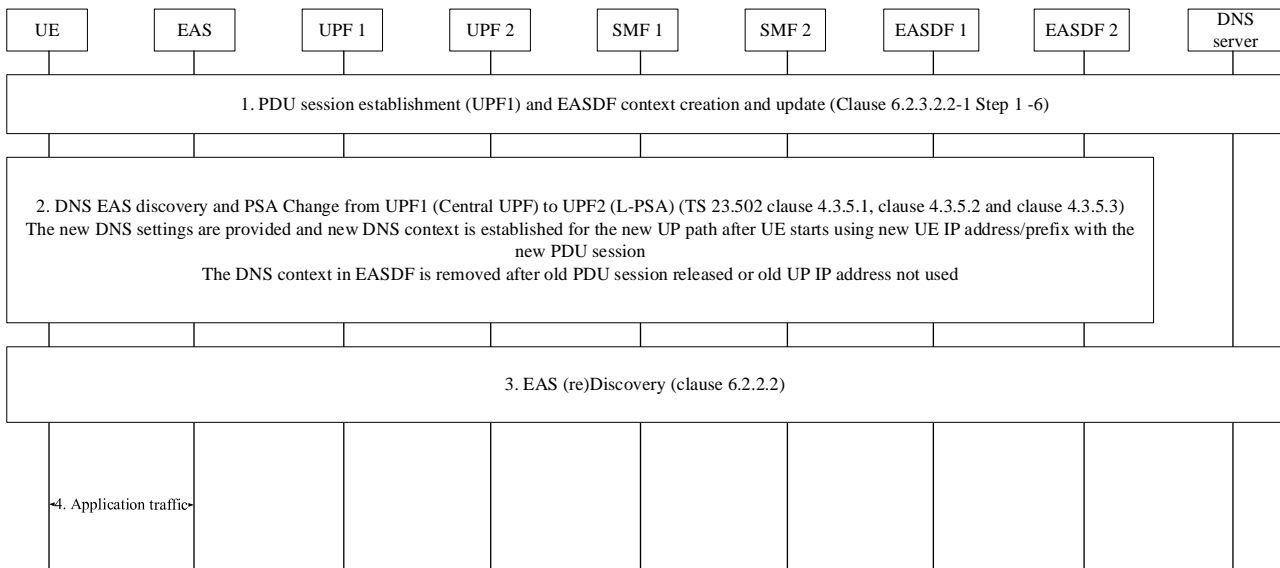 UE
EAS
UPF 1
UPF 2
SMF 1
SMF 2
EASDF 1
EASDF 2
DNS
server
1. PDU session establishment (UPF1) and EASDF context creation and update (Clause 6.2.3.2.2-1 Step 1 -6)
2. DNS EAS discovery and PSA Change from UPF1 (Central UPF) to UPF2 (L-PSA) (TS 23.502 clause 4.3.5.1, clause 4.3.5.2 and clause 4.3.5.3)
The new DNS settings are provided and new DNS context is established for the new UP path after UE starts using new UE IP address/prefix with the
new PDU session
The DNS context in EASDF is removed after old PDU session released or old UP IP address not used
3. EAS (re)Discovery (clause 6.2.2.2)
4. Application traffic